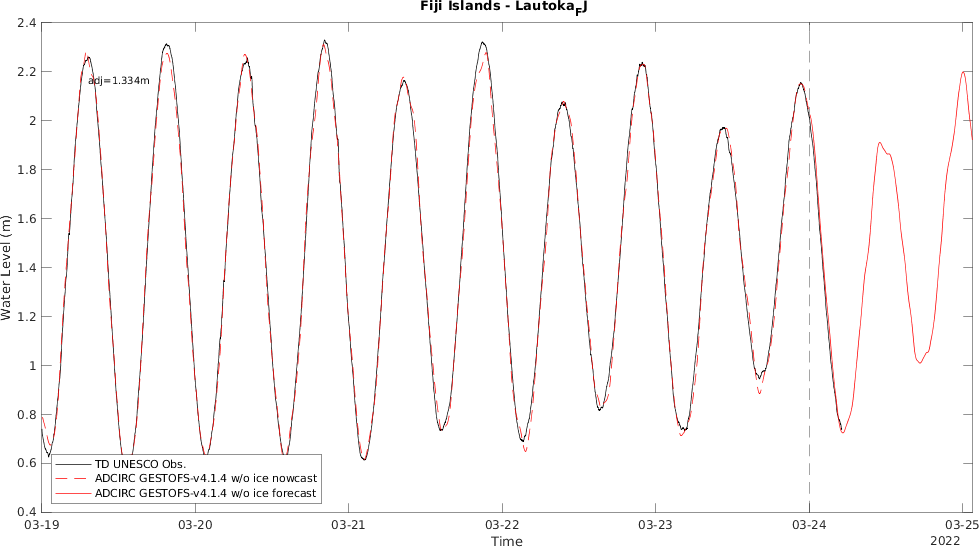 Fiji Islands - Lautoka_FJ
2.4
2.2
adj=1.334m
2
1.8
1.6
1.4
Water Level (m)
1.2
1
0.8
0.6
0.4
TD UNESCO Obs.
ADCIRC GESTOFS-v4.1.4 w/o ice nowcast
ADCIRC GESTOFS-v4.1.4 w/o ice forecast
03-19 03-20 03-21 03-22 03-23 03-24 03-25
Time
2022